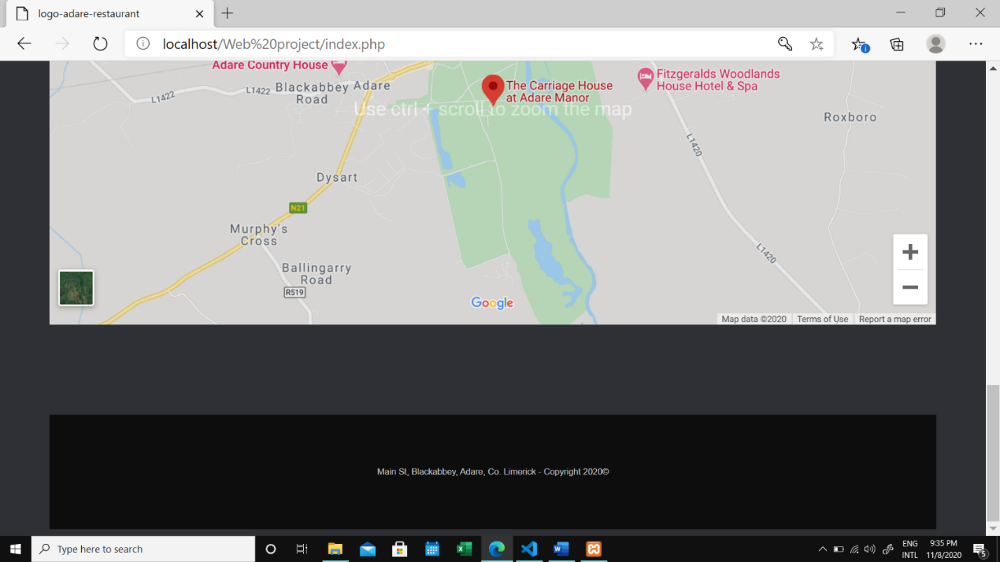 logo-adare-restaurant
localhost/Web%20project/index.php
Adare Country House
L1422
L1422
Blackabbey
Road
Adare
The Carriage House
at Adare Manor
Fitzgeralds Woodlands
House Hotel & Spa
Use ctrl + scroll to zoom the map
Roxboro
L1420
Dysart
N21
Murphy's
Cross
L1420
Ballingarry
Road
R519
Google
Map data ©2020
Terms of Use
Report a map error
Main St, Blackabbey, Adare, Co. Limerick - Copyright 2020©
Type here to search
ENG
INTL
9:35 PM
11/8/2020
5